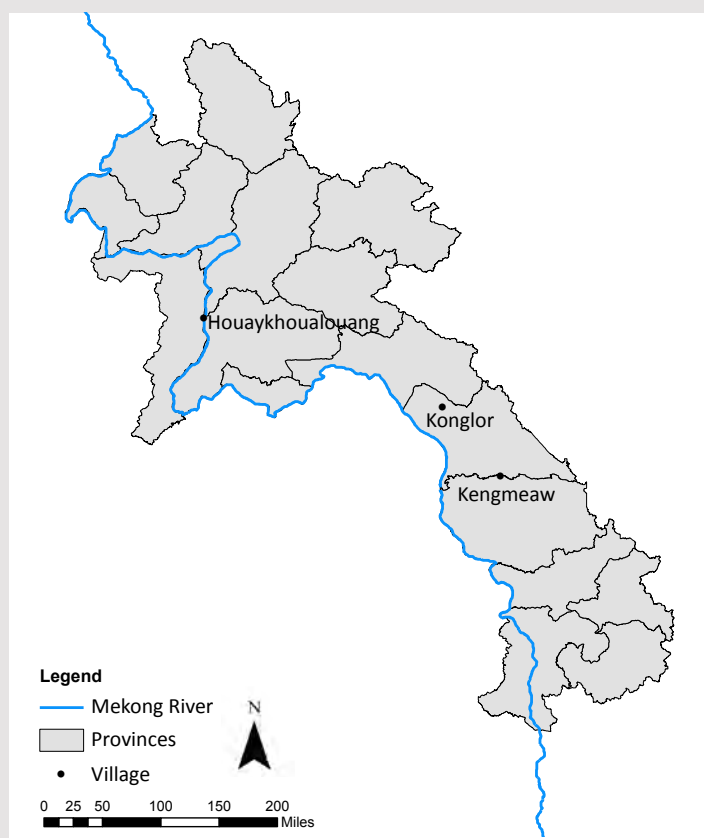 Houaykhoualouang
Konglor
Kengmeaw
Legend
Mekong River
N
Provinces
Village
0 25 50 100 150 200
Miles